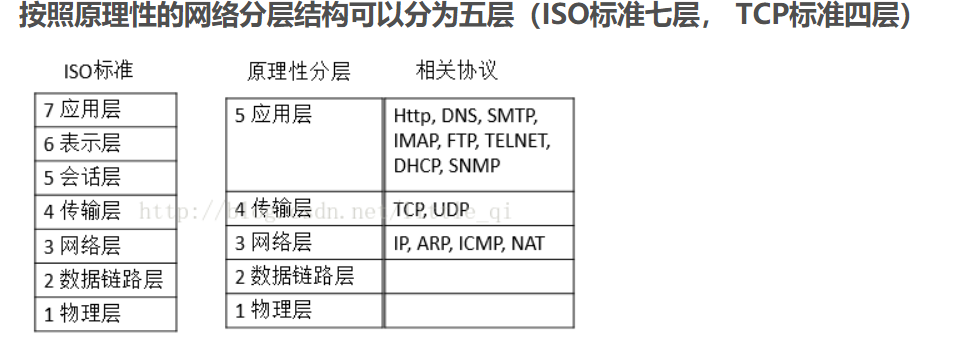 按照原理性的网络分层结构可以分为五层（ISO标准七层， TCP标准四层）
ISO标准
7 应用层
6 表示层
5 会话层
4 传输层
3 网络层
2 数据链路层
1 物理层
原理性分层
相关协议
5 应用层
Http, DNS, SMTP,
IMAP, FTP, TELNET,
DHCP, SNMP
4 传输层
TCP, UDP
3 网络层
IP, ARP, ICMP, NAT
2 数据链路层
1 物理层